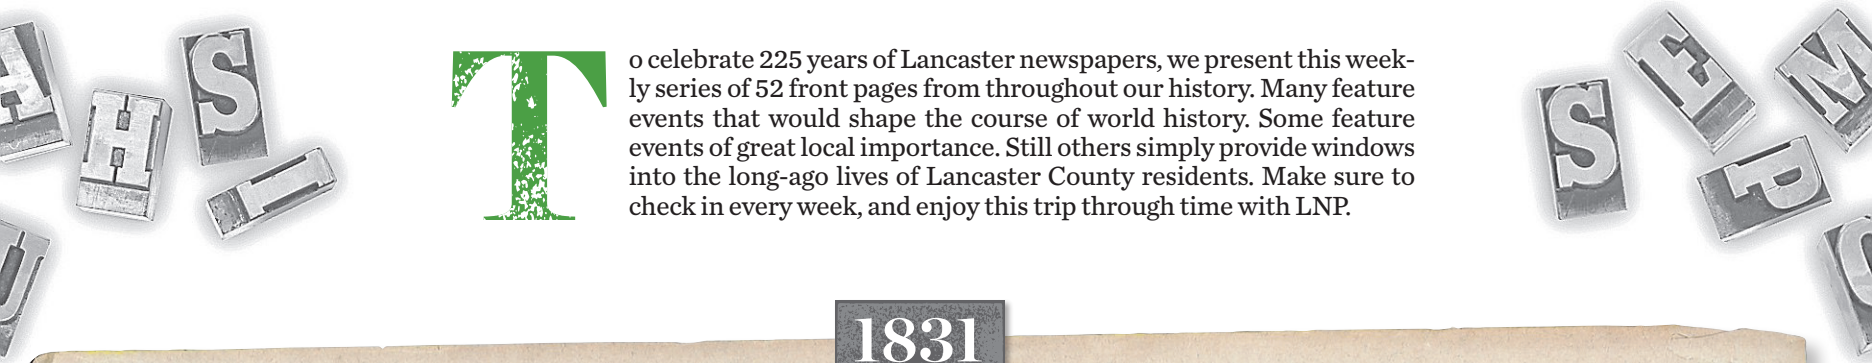 To celebrate 225 years of Lancaster newspapers, we present this week-
ly series of 52 front pages from throughout our history. Many feature
events that would shape the course of world history. Some feature
events of great local importance. Still others simply provide windows
into the long-ago lives of Lancaster County residents. Make sure to
check in every week, and enjoy this trip through time with LNP.
A
H
S
I
U
S
E
M
P
1831